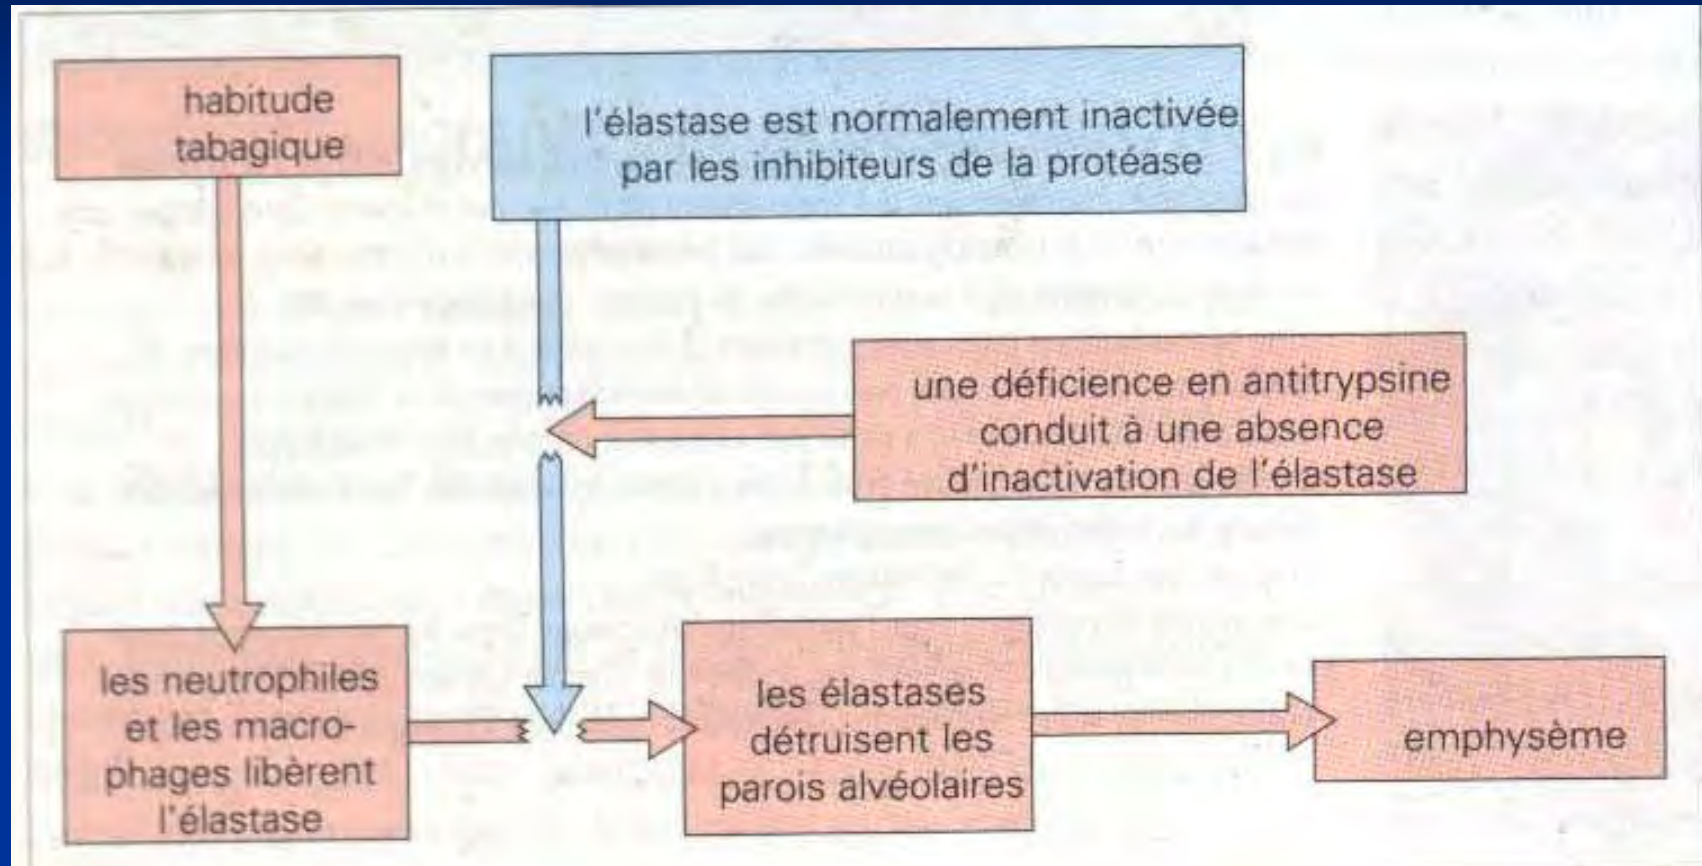 habitude
tabagique
l'élastase est normalement inactivée
par les inhibiteurs de la protéase
une déficience en antitrypsine
conduit à une absence
d'inactivation de l'élastase
les neutrophiles
et les macro-
phages libèrent
l'élastase
les élastases
détruisent les
parois alvéolaires
emphysème